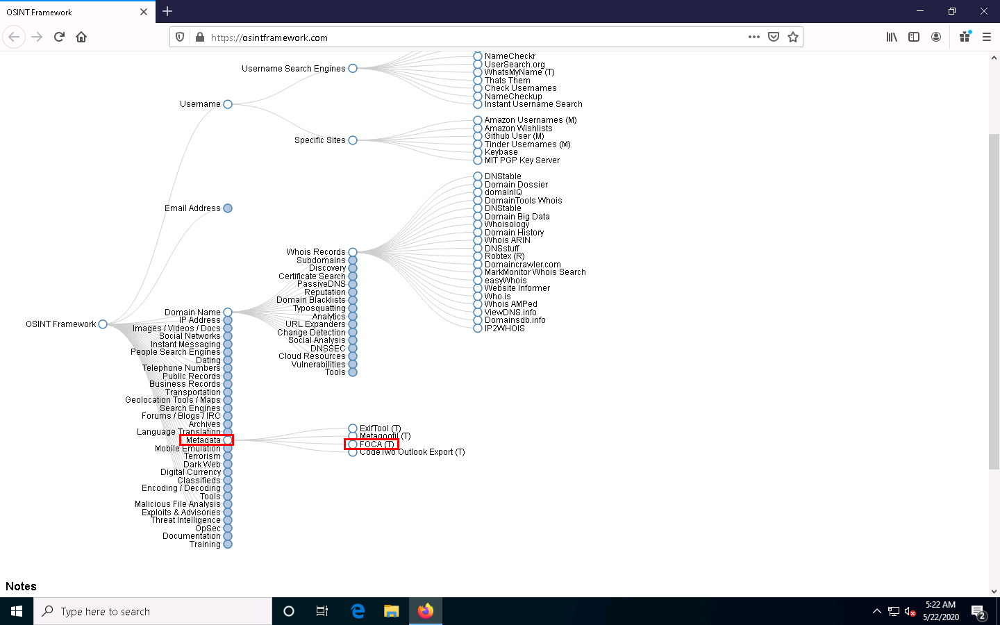 OSINT Framework
https://osintframework.com
NameCheckr
Username Search Engines
UserSearch.org
WhatsMyName (T)
Thats Them
Check Usernames
NameCheckup
Username
Instant Username Search
Amazon Usernames (M)
Amazon Wishlists
Github User (M)
Specific Sites
Tinder Usernames (M)
Keybase
MIT PGP Key Server
DNStable
Domain Dossier
domainIQ
DomainTools Whois
Email Address
DNStable
Domain Big Data
Whoisology
Domain History
Whois ARIN
DNSstuff
Whois Records
Robtex (R)
Subdomains
Domaincrawler.com
Discovery
MarkMonitor Whois Search
Certificate Search
easyWhois
PassiveDNS
Website Informer
Reputation
Who.is
Domain Blacklists
Whois AMPed
Typosquatting
ViewDNS.info
Domain Name
Analytics
Domainsdb.info
IP Address
OSINT Framework
URL Expanders
IP2WHOIS
Images / Videos / Docs
Change Detection
Social Networks
Social Analysis
Instant Messaging
DNSSEC
People Search Engines
Cloud Resources
Dating
Vulnerabilities
Telephone Numbers
Tools
Public Records
Business Records
Transportation
Geolocation Tools / Maps
Search Engines
Forums / Blogs / IRC
Archives
ExifTool (T)
Language Translation
Metagoofil (T)
Metadata
FOCA (T)
Mobile Emulation
CodeTwo Outlook Export (T)
Terrorism
Dark Web
Digital Currency
Classifieds
Encoding / Decoding
Tools
Malicious File Analysis
Exploits & Advisories
Threat Intelligence
OpSec
Documentation
Training
Notes
Type here to search
5:22 AM
5/22/2020
2